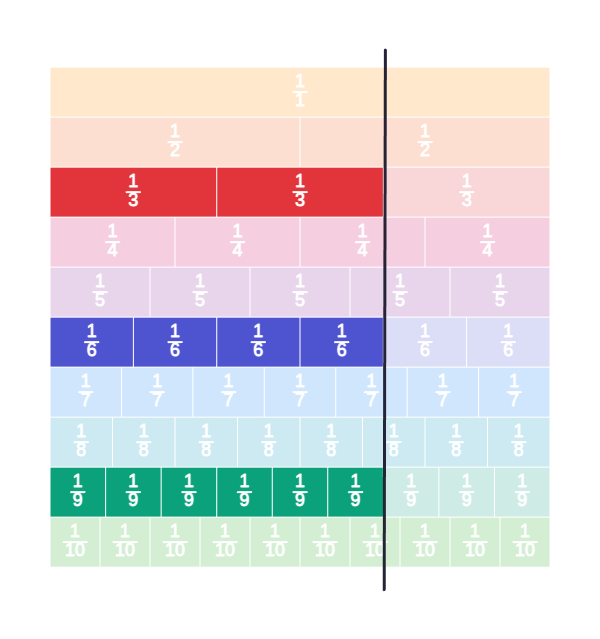 1/1
1/2 1/2
1/3 1/3 1/3
1/4 1/4 1/4 1/4
1/5 1/5 1/5 1/5 1/5
1/6 1/6 1/6 1/6 1/6 1/6
1/7 1/7 1/7 1/7 1/7 1/7 1/7
1/8 1/8 1/8 1/8 1/8 1/8 1/8 1/8
1/9 1/9 1/9 1/9 1/9 1/9 1/9 1/9 1/9
1/10 1/10 1/10 1/10 1/10 1/10 1/10 1/10 1/10 1/10